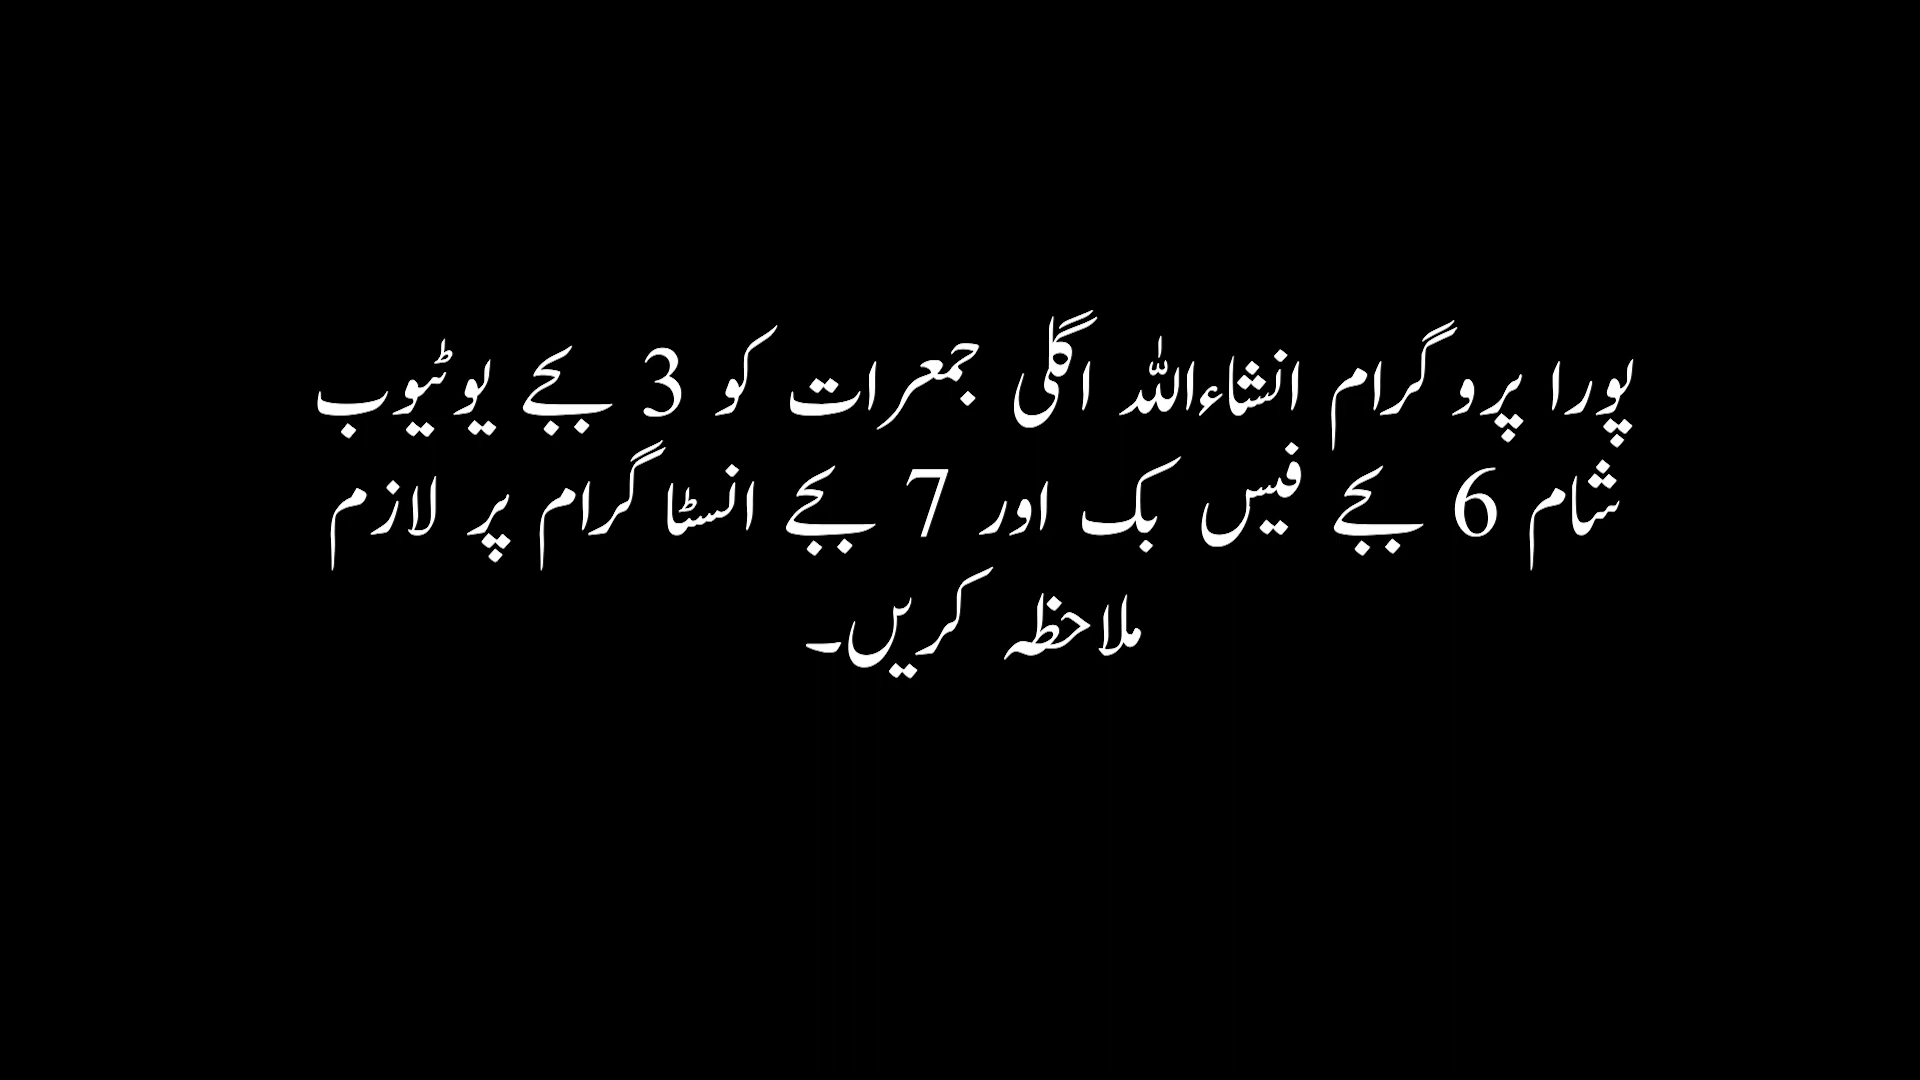 پورا پروگرام انشاءاللہ اگلی جمعرات کو 3 بجے یوٹیوب
شام 6 بجے فیس بک اور 7 بجے انسٹاگرام پر لازم
ملاحظہ کریں۔